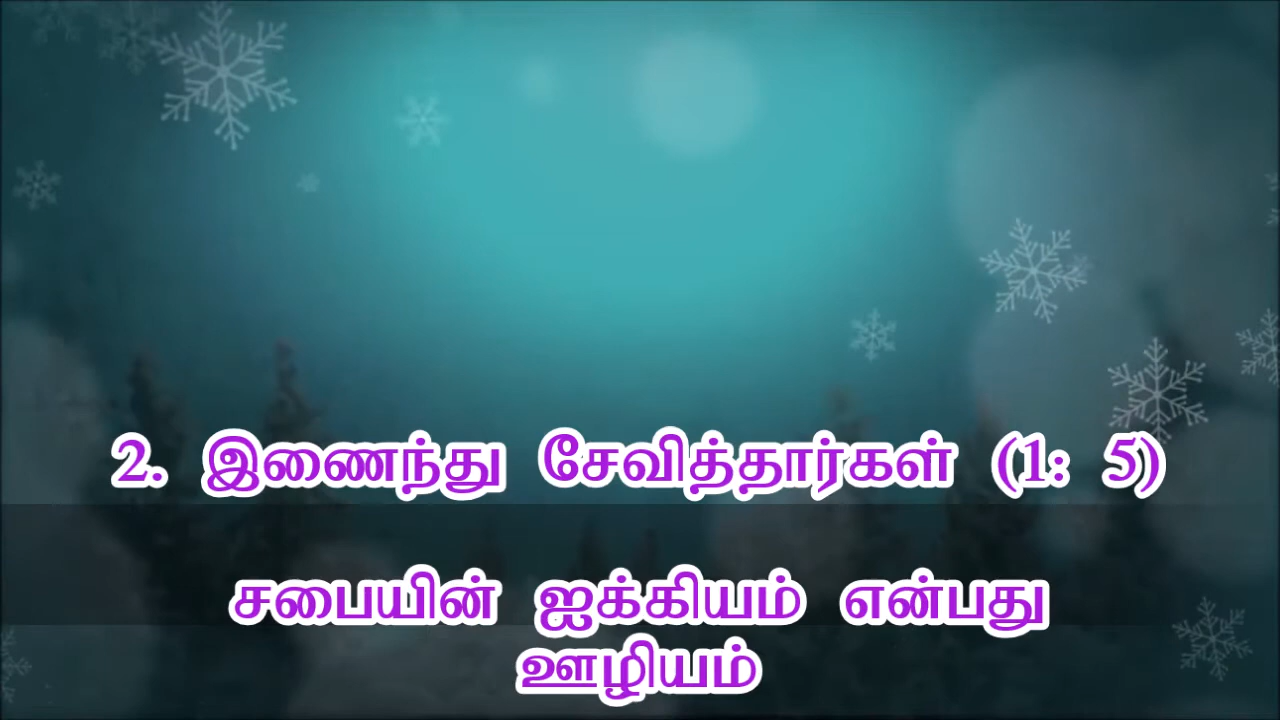 2. இணைந்து சேவித்தார்கள் (1: 5)
சபையின் ஐக்கியம் என்பது
ஊழியம்